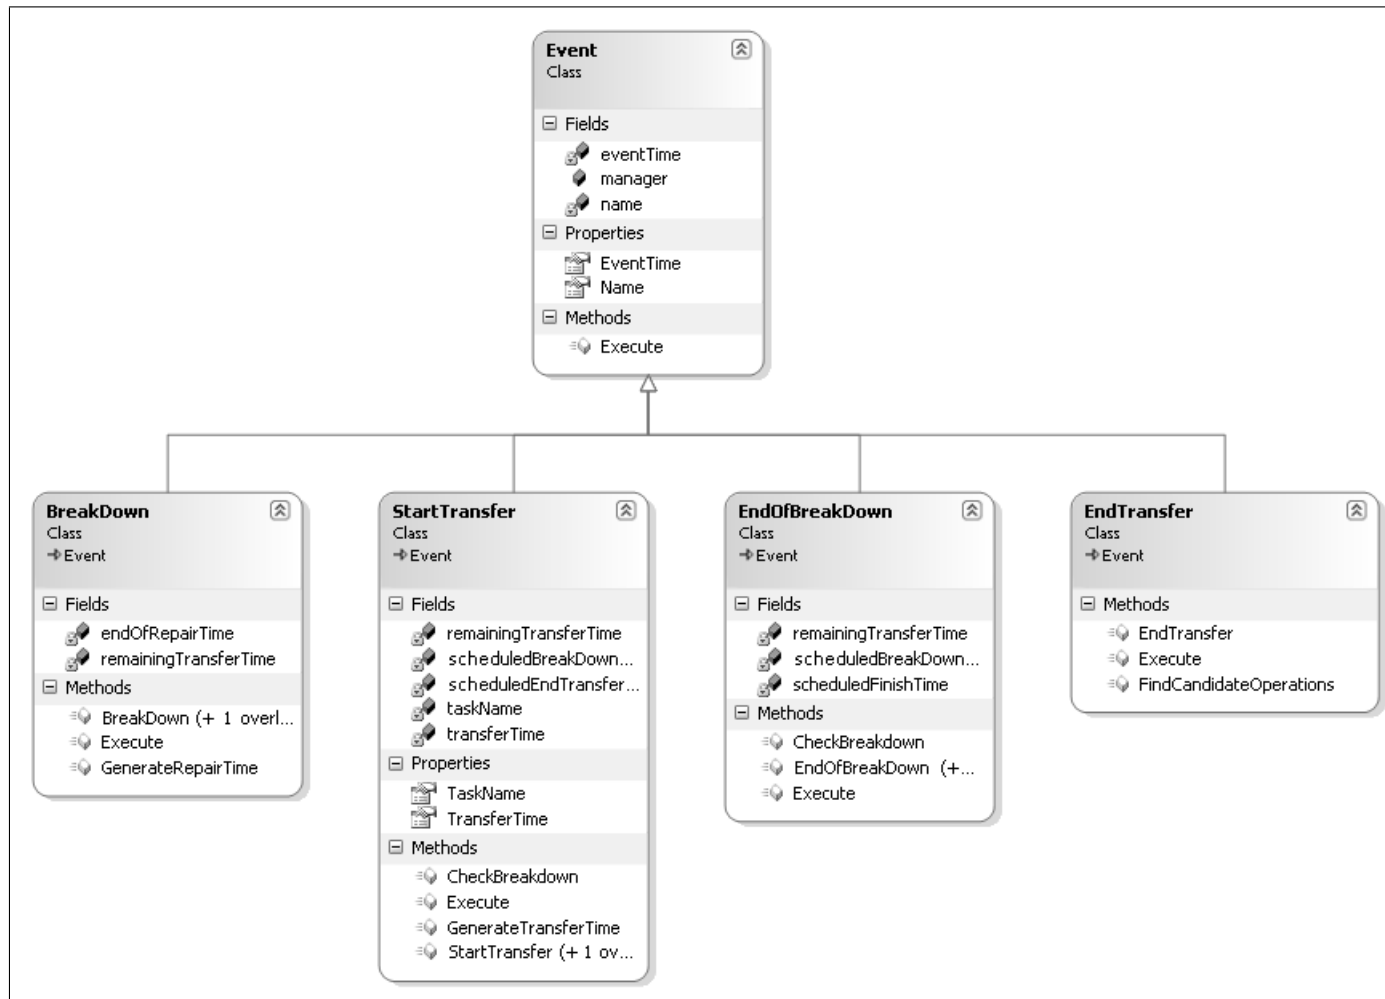 Event
Class
Fields
eventTime
manager
name
Properties
EventTime
Name
Methods
Execute
BreakDown
Class
Event
Fields
endOfRepairTime
remainingTransferTime
Methods
BreakDown (+ 1 overl...
Execute
GenerateRepairTime
StartTransfer
Class
Event
Fields
remainingTransferTime
scheduledBreakDown...
scheduledEndTransfer...
taskName
transferTime
Properties
TaskName
TransferTime
Methods
CheckBreakdown
Execute
GenerateTransferTime
StartTransfer (+ 1 ov...
EndOfBreakDown
Class
Event
Fields
remainingTransferTime
scheduledBreakDown...
scheduledFinishTime
Methods
CheckBreakdown
EndOfBreakDown (+...
Execute
EndTransfer
Class
Event
Methods
EndTransfer
Execute
FindCandidateOperations